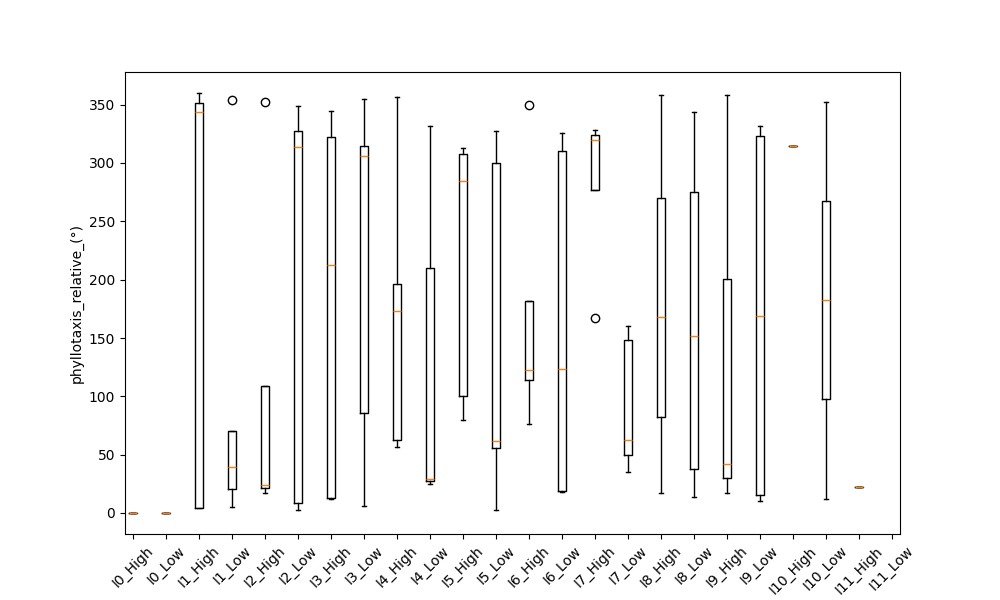 phyllotaxis_relative_(°)
350
300
250
200
150
100
50
0
I0_High
I0_Low
I1_High
I1_Low
I2_High
I2_Low
I3_High
I3_Low
I4_High
I4_Low
I5_High
I5_Low
I6_High
I6_Low
I7_High
I7_Low
I8_High
I8_Low
I9_High
I9_Low
I10_High
I10_Low
I11_High
I11_Low